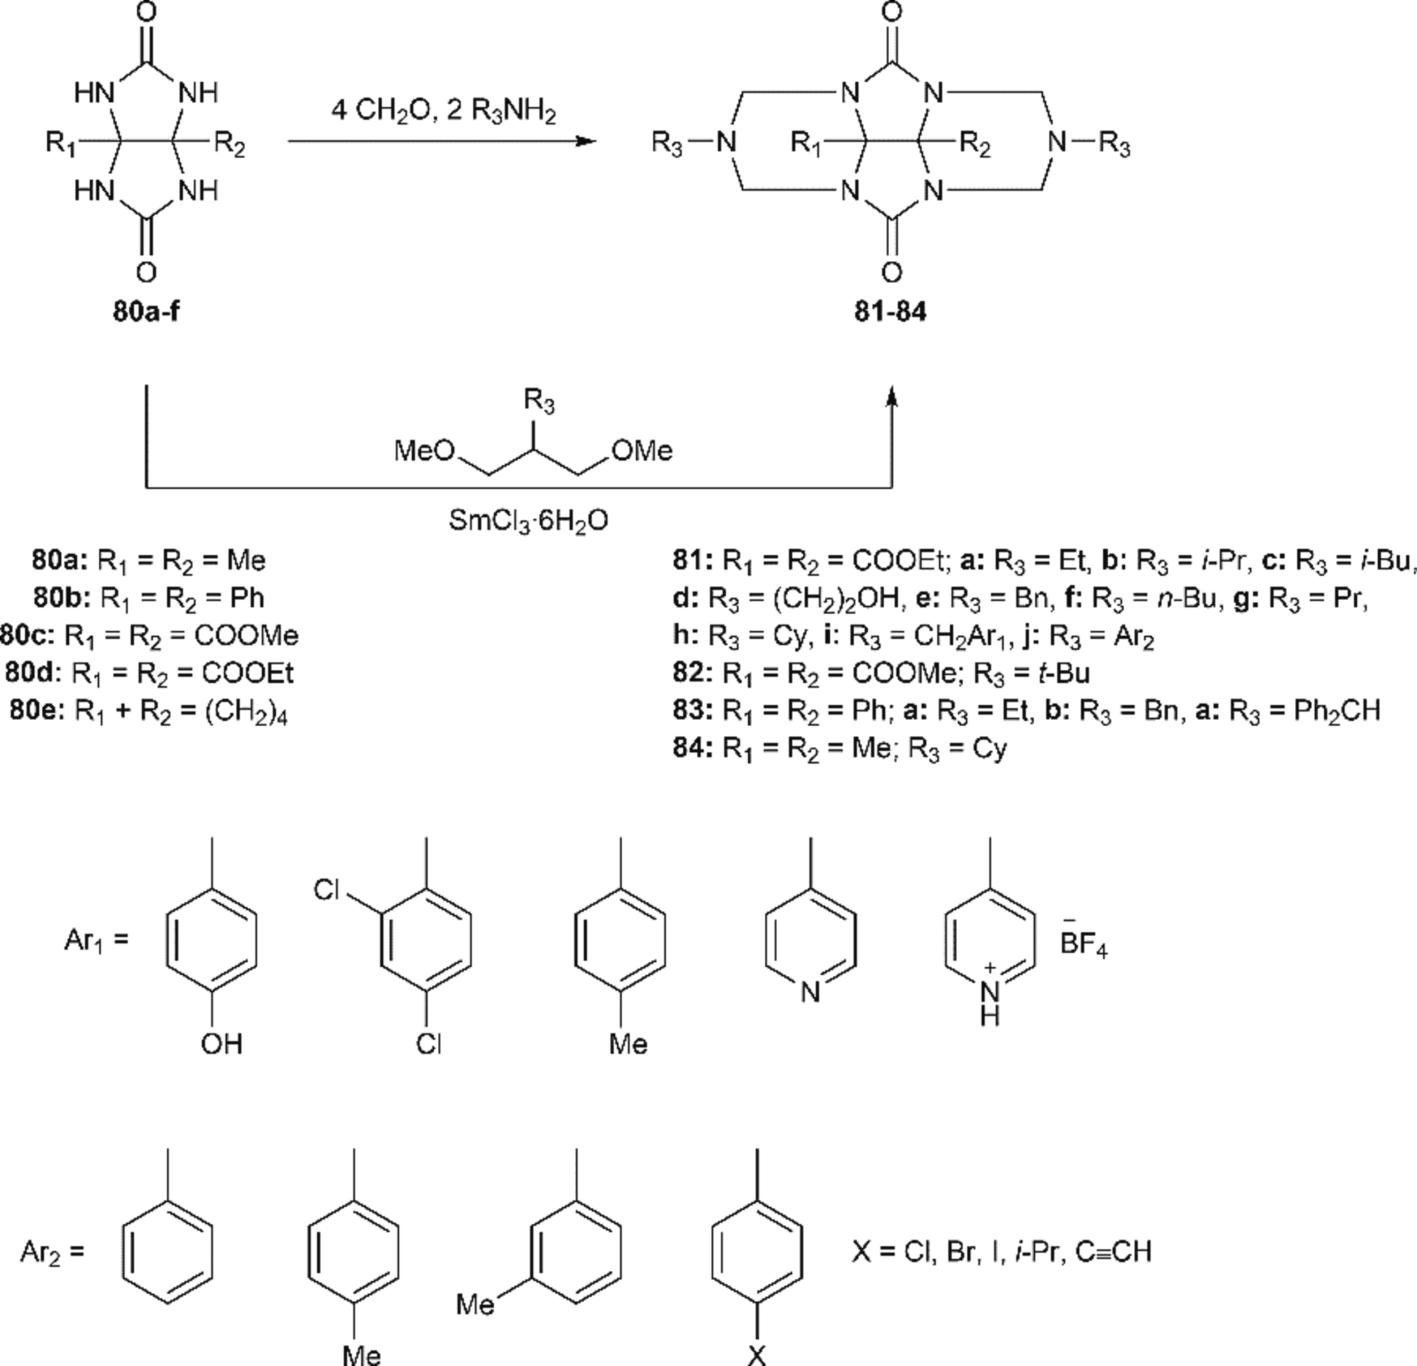 O O
HN NH N N
4 CH₂O, 2 R₃NH₂
R₁ R₂ R₃–N R₁ R₂ N–R₃
HN NH N N
O O
80a-f 81-84
R₃
MeO OMe
SmCl₃·6H₂O
80a: R₁ = R₂ = Me
80b: R₁ = R₂ = Ph
80c: R₁ = R₂ = COOMe
80d: R₁ = R₂ = COOEt
80e: R₁ + R₂ = (CH₂)₄
81: R₁ = R₂ = COOEt; a: R₃ = Et, b: R₃ = i-Pr, c: R₃ = i-Bu,
d: R₃ = (CH₂)₂OH, e: R₃ = Bn, f: R₃ = n-Bu, g: R₃ = Pr,
h: R₃ = Cy, i: R₃ = CH₂Ar₁, j: R₃ = Ar₂
82: R₁ = R₂ = COOMe; R₃ = t-Bu
83: R₁ = R₂ = Ph; a: R₃ = Et, b: R₃ = Bn, a: R₃ = Ph₂CH
84: R₁ = R₂ = Me; R₃ = Cy
Cl
Ar₁ = B̄F₄
N N⁺
H
OH Cl Me
Ar₂ = X = Cl, Br, I, i-Pr, C≡CH
Me
Me X